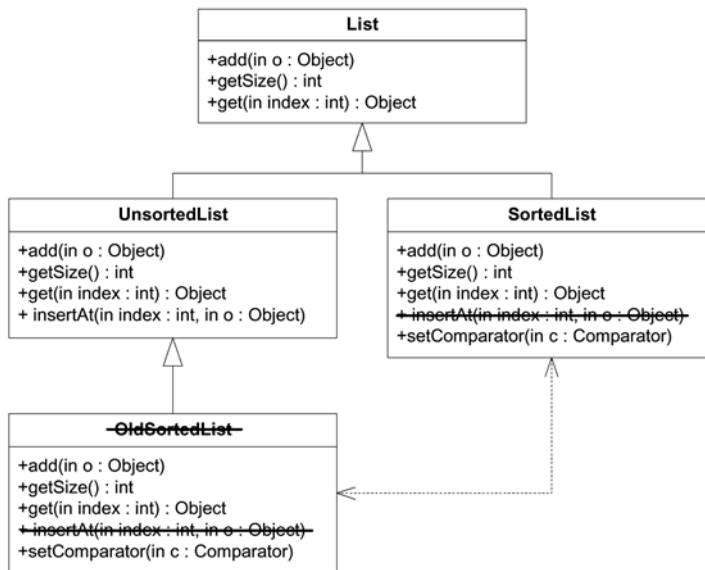 List
+add(in o : Object)
+getSize() : int
+get(in index : int) : Object
UnsortedList
+add(in o : Object)
+getSize() : int
+get(in index : int) : Object
+ insertAt(in index : int, in o : Object)
SortedList
+add(in o : Object)
+getSize() : int
+get(in index : int) : Object
+ insertAt(in index : int, in o : Object)
+setComparator(in c : Comparator)
OldSortedList
+add(in o : Object)
+getSize() : int
+get(in index : int) : Object
+ insertAt(in index : int, in o : Object)
+setComparator(in c : Comparator)